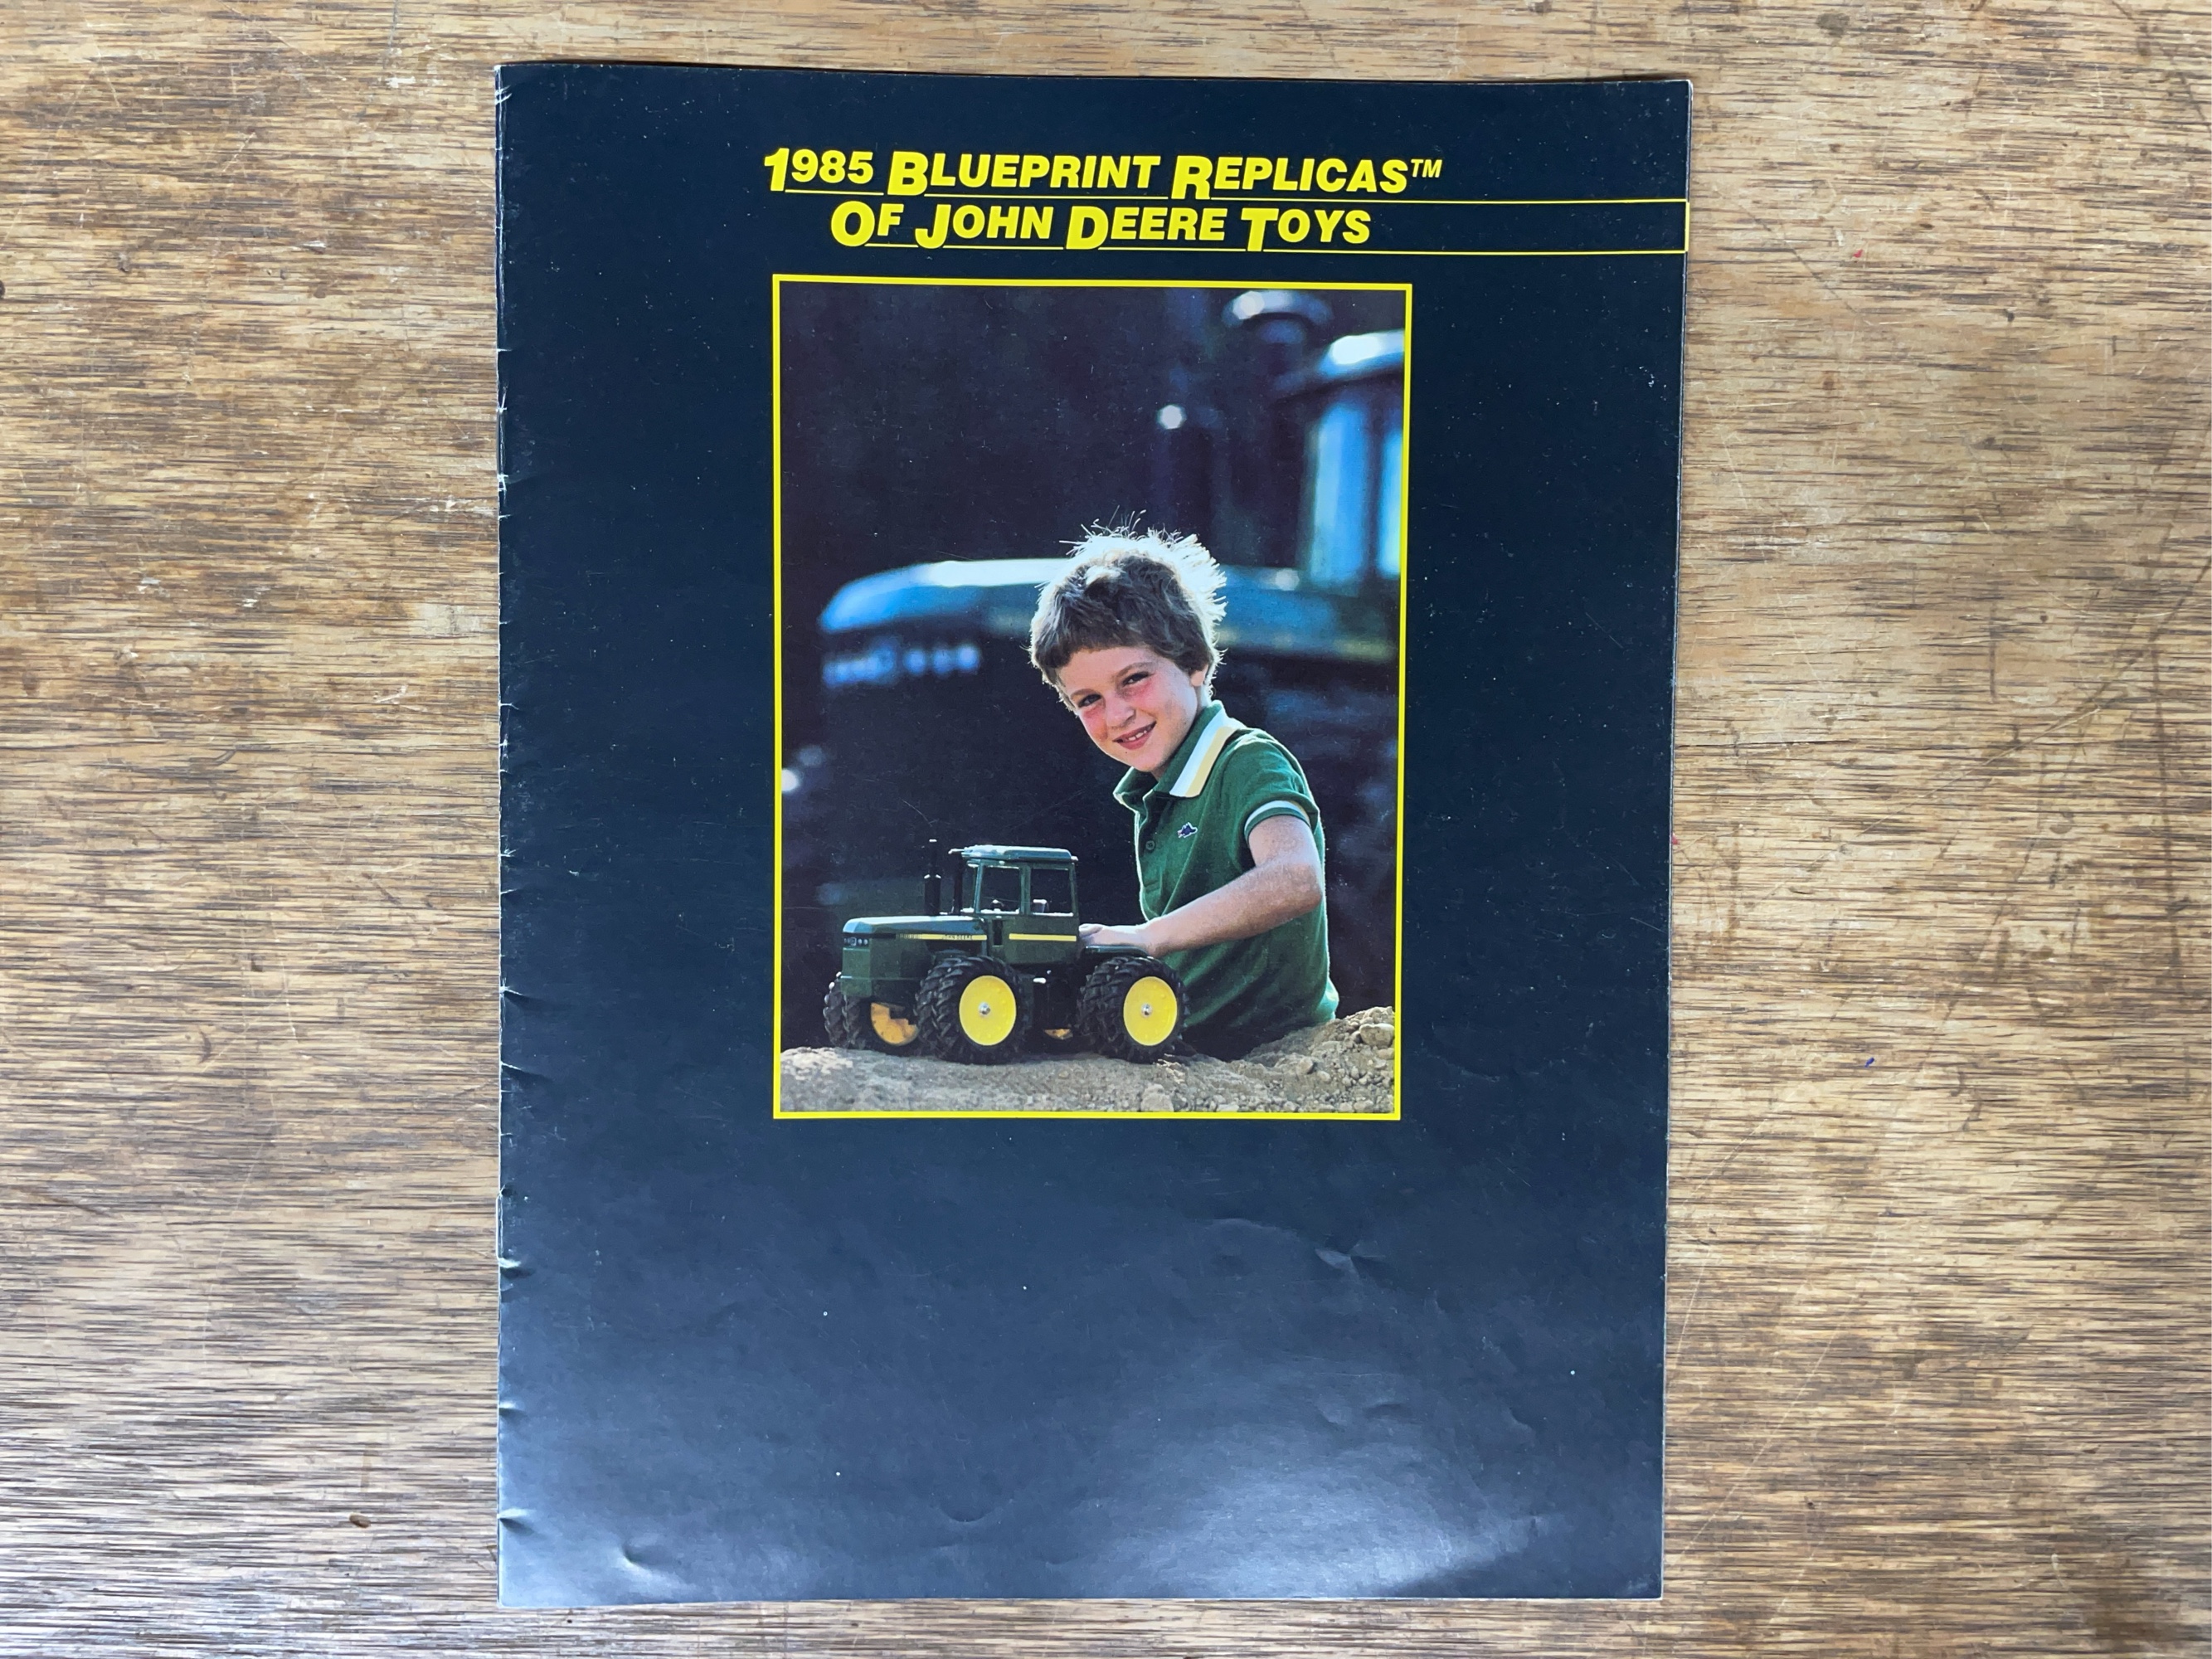 1985 BLUEPRINT REPLICAS™
OF JOHN DEERE TOYS